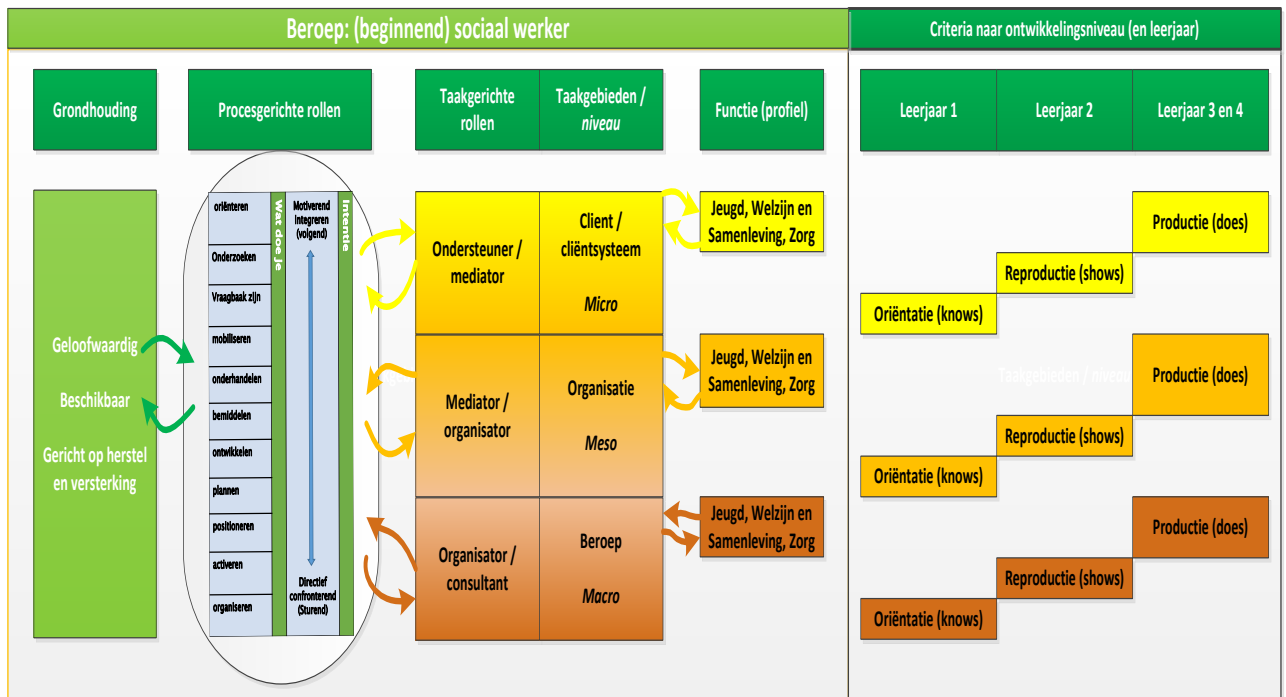 Beroep: (beginnend) sociaal werker
Criteria naar ontwikkelingsniveau (en leerjaar)
Grondhouding
Procesgerichte rollen
Taakgerichte
rollen
Taakgebieden /
niveau
Functie (profiel)
Leerjaar 1
Leerjaar 2
Leerjaar 3 en 4
Geloofwaardig
Beschikbaar
Gericht op herstel
en versterking
oriënteren
Onderzoeken
Vraagbaak zijn
mobiliseren
onderhandelen
bemiddelen
ontwikkelen
plannen
positioneren
activeren
organiseren
Wat doe je
Motiverend
Integreren
(volgend)
Directief
confronterend
(Sturend)
Intentie
Ondersteuner /
mediator
Client /
cliëntsysteem
Micro
Jeugd, Welzijn en
Samenleving, Zorg
Productie (does)
Reproductie (shows)
Oriëntatie (knows)
Mediator /
organisator
Organisatie
Meso
Jeugd, Welzijn en
Samenleving, Zorg
Taakgebieden / niveau
Productie (does)
Reproductie (shows)
Oriëntatie (knows)
Organisator /
consultant
Beroep
Macro
Jeugd, Welzijn en
Samenleving, Zorg
Productie (does)
Reproductie (shows)
Oriëntatie (knows)